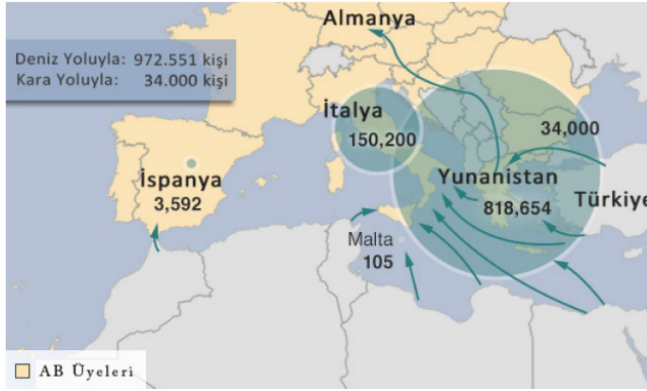 Almanya
Deniz Yoluyla: 972.551 kişi
Kara Yoluyla: 34.000 kişi
İtalya
150,200
34,000
İspanya
3,592
Yunanistan
818,654
Türkiye
Malta
105
AB Üyeleri